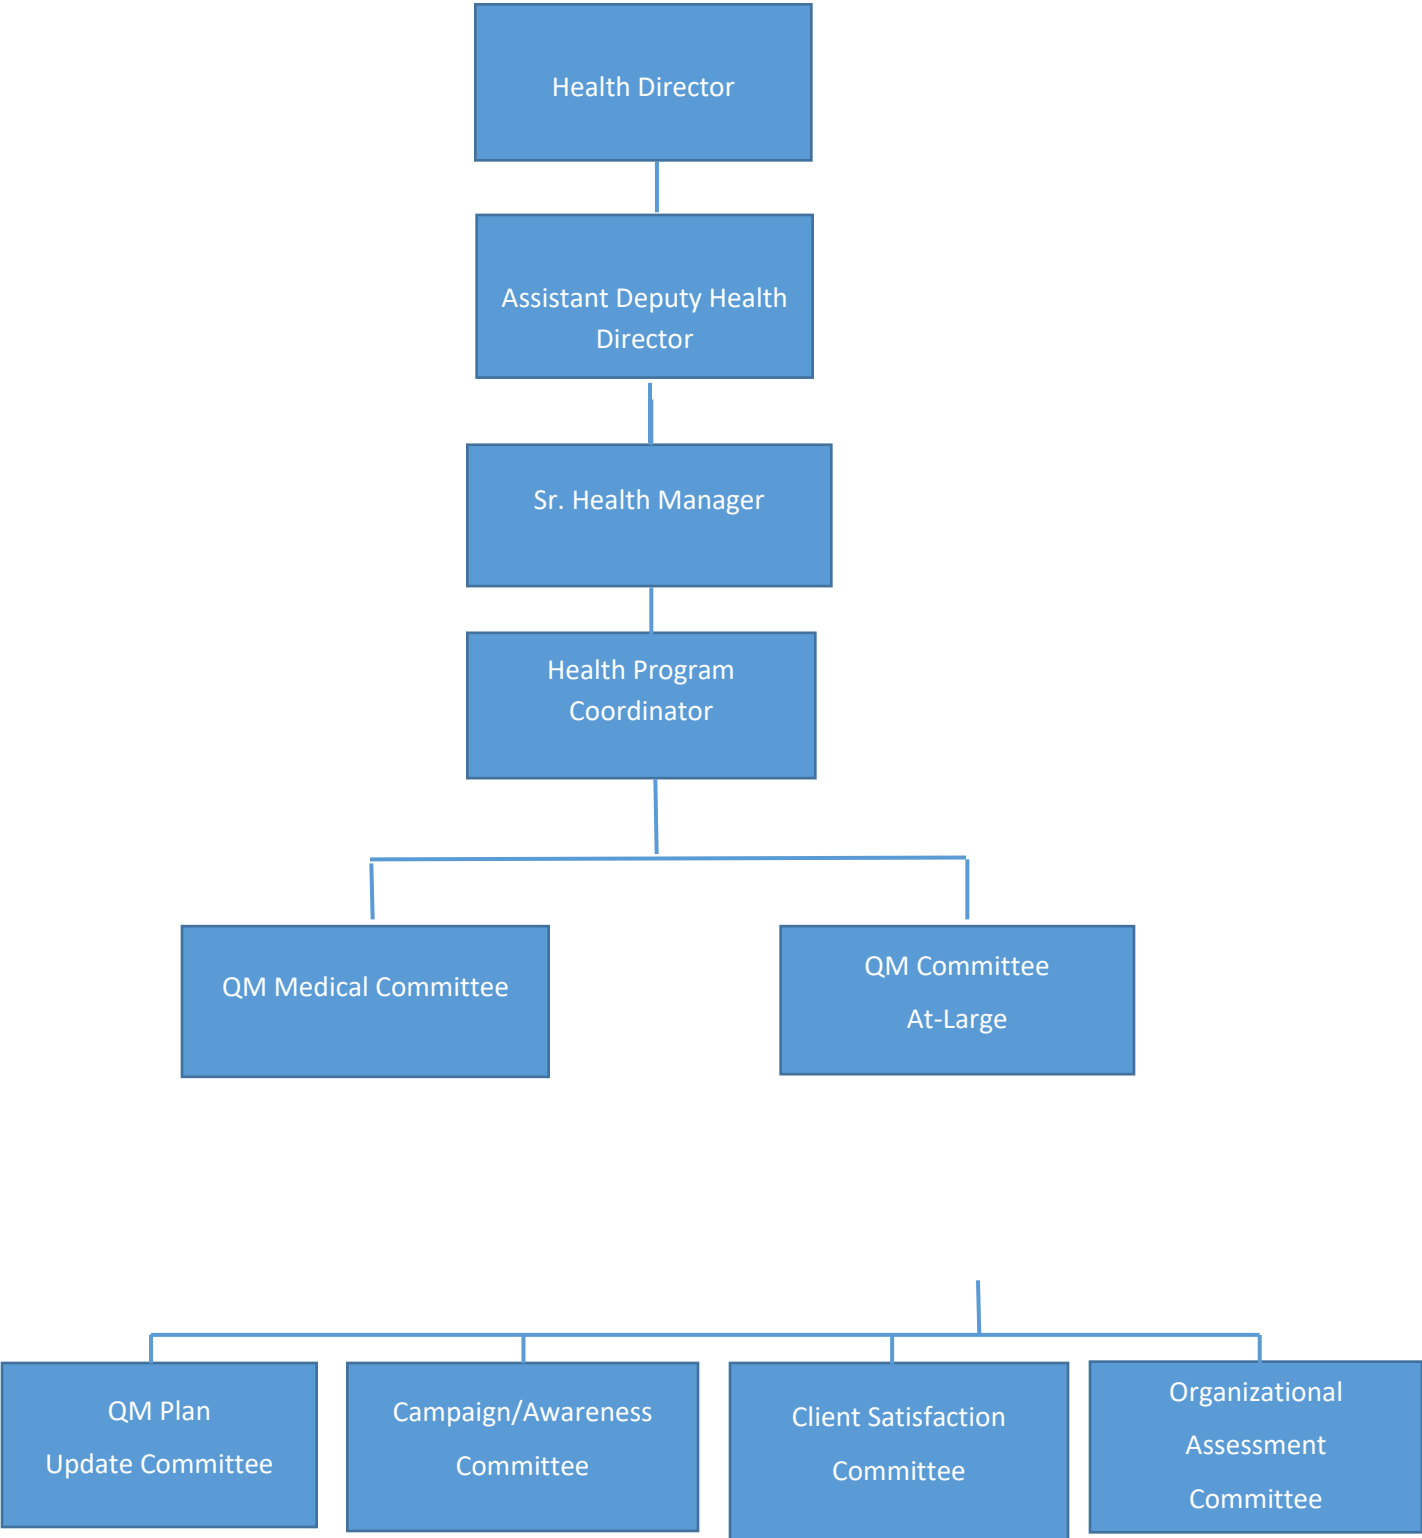 Health Director
Assistant Deputy Health
Director
Sr. Health Manager
Health Program
Coordinator
QM Medical Committee
QM Committee
At-Large
QM Plan
Update Committee
Campaign/Awareness
Committee
Client Satisfaction
Committee
Organizational
Assessment
Committee